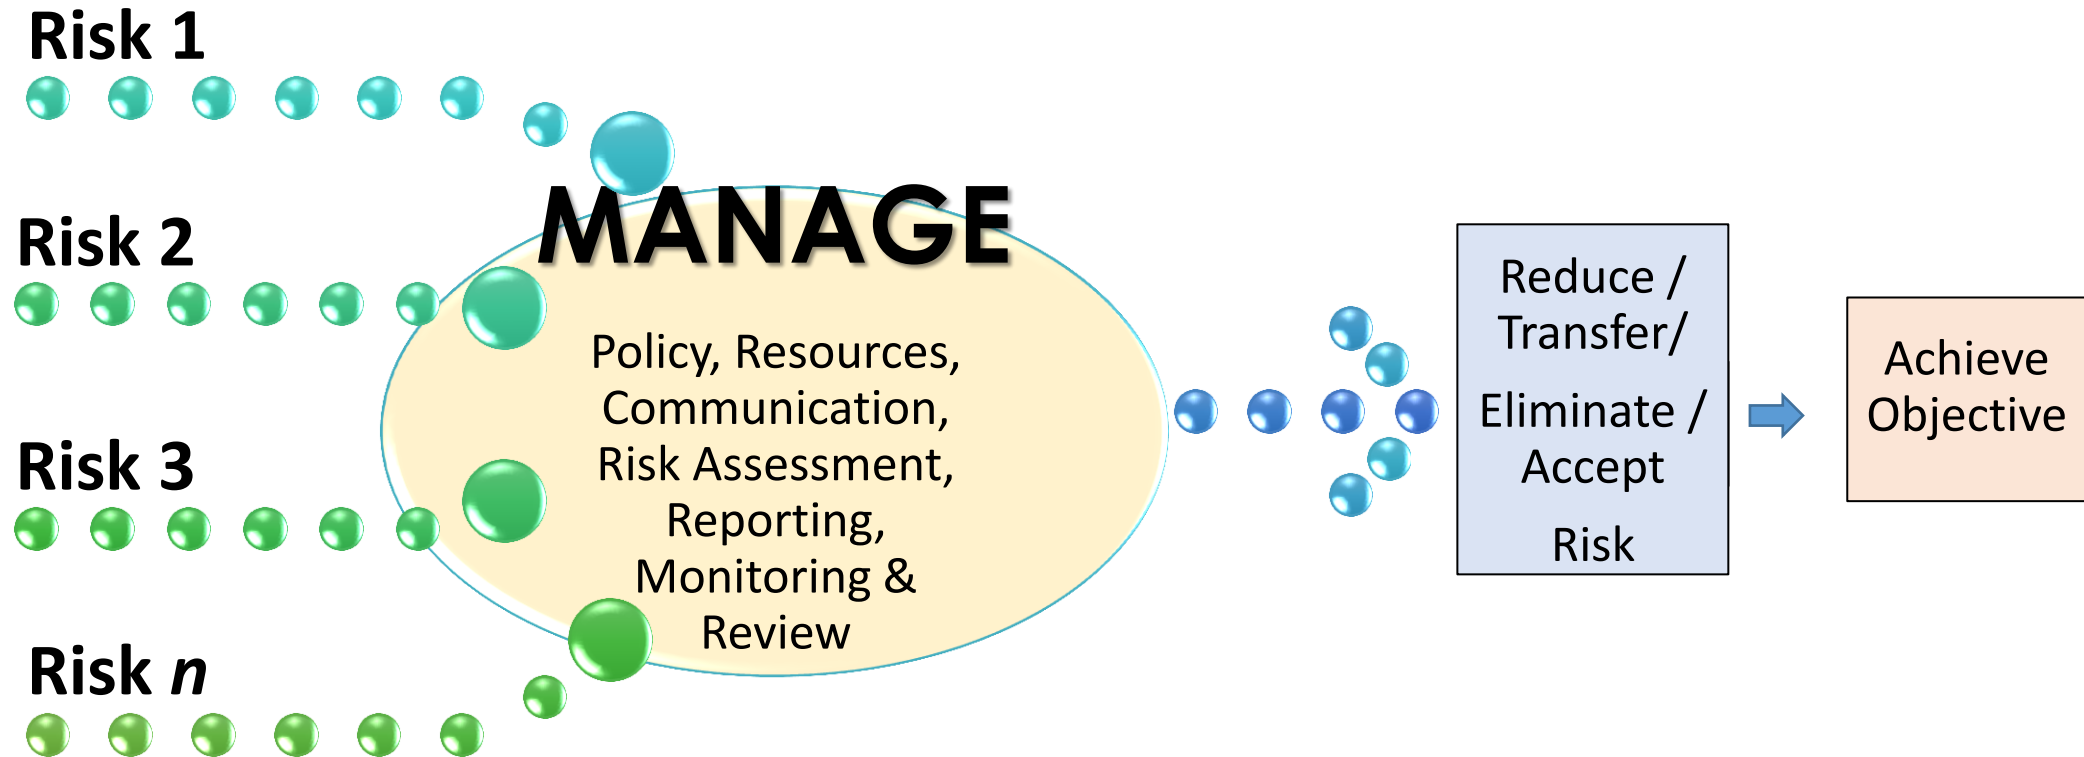 Risk 1
Risk 2
Risk 3
Risk n
MANAGE
Policy, Resources,
Communication,
Risk Assessment,
Reporting,
Monitoring &
Review
Reduce /
Transfer/
Eliminate /
Accept
Risk
Achieve
Objective